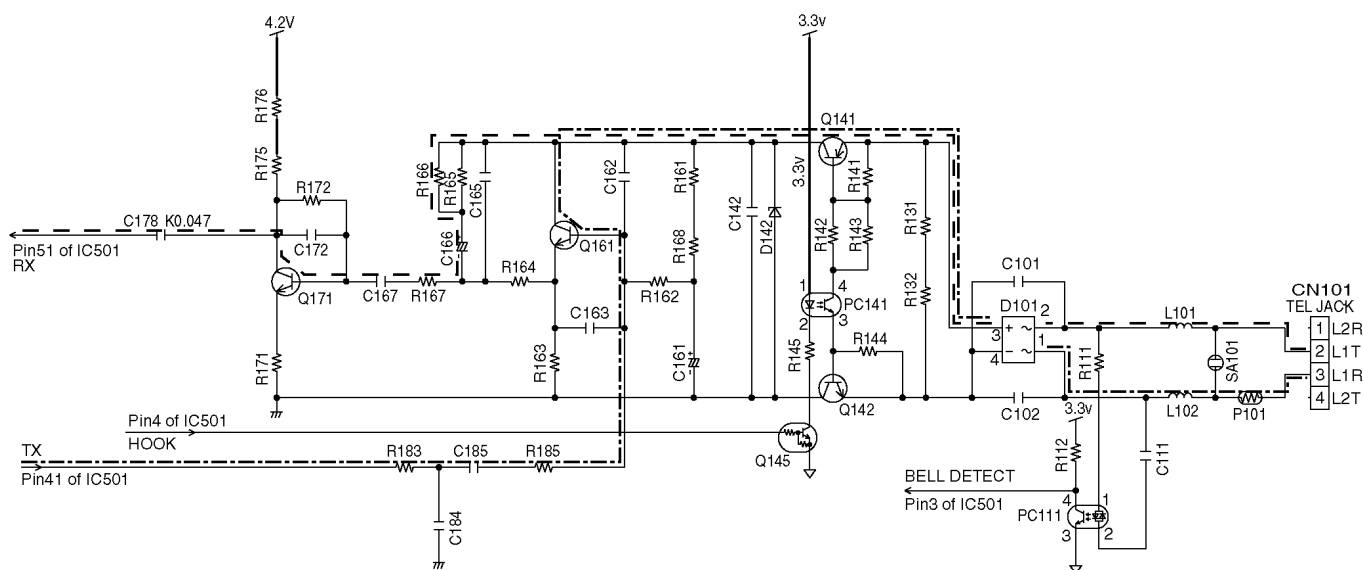 4.2V
3.3v
R176
R175
R172
C178 K0.047
C172
Pin51 of IC501
RX
Q171
C167
R167
R171
R166
R165
C165
C166
R164
Q161
C162
R161
R168
R162
C163
R163
C161
C142
D142
3.3v
Q141
R141
R142
R143
R131
R132
1
4
PC141
2
3
R145
R144
Q142
C101
D101
2
3
+
~
1
4
−
~
C102
R111
L101
SA101
L102
P101
CN101
TEL JACK
1
L2R
2
L1T
3
L1R
4
L2T
Pin4 of IC501
HOOK
Q145
TX
Pin41 of IC501
R183
C185
R185
C184
3.3v
R112
C111
BELL DETECT
Pin3 of IC501
4
1
PC111
3
2